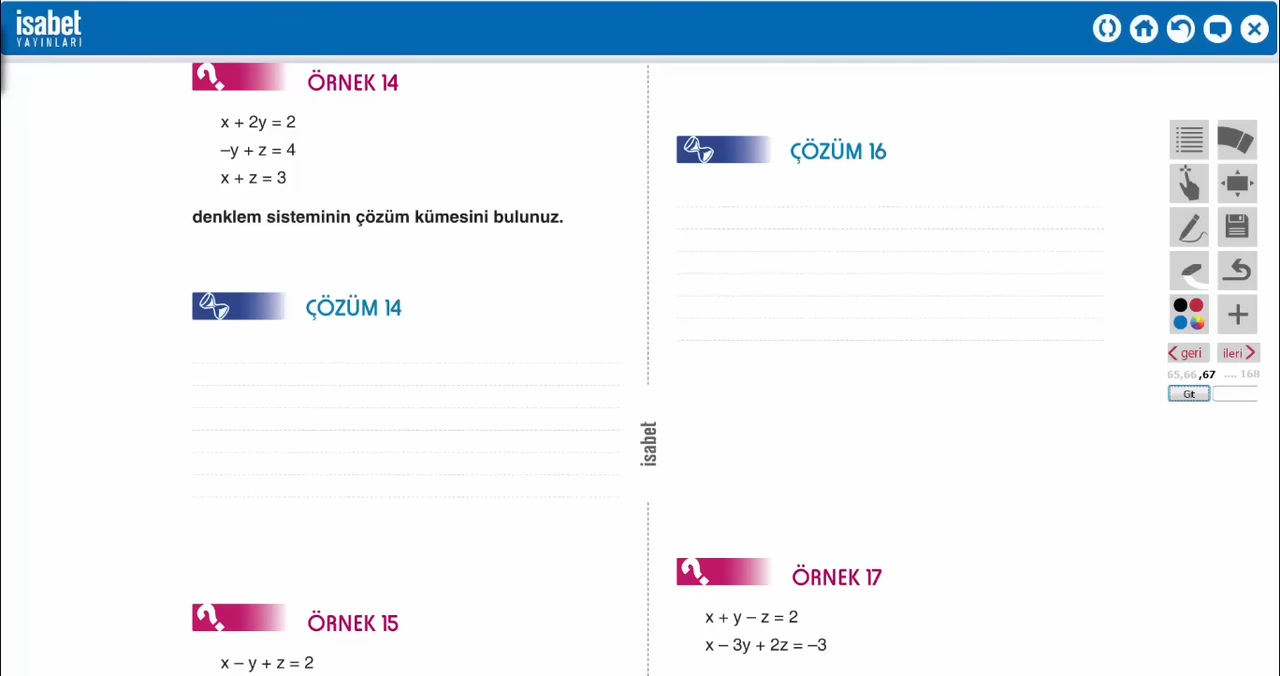 isabet
YAYINLARI
ÖRNEK 14
x + 2y = 2
–y + z = 4
x + z = 3
denklem sisteminin çözüm kümesini bulunuz.
ÇÖZÜM 14
ÖRNEK 15
x – y + z = 2
isabet
ÇÖZÜM 16
ÖRNEK 17
x + y – z = 2
x – 3y + 2z = –3
geri ileri
65,66,67 .... 168
Git